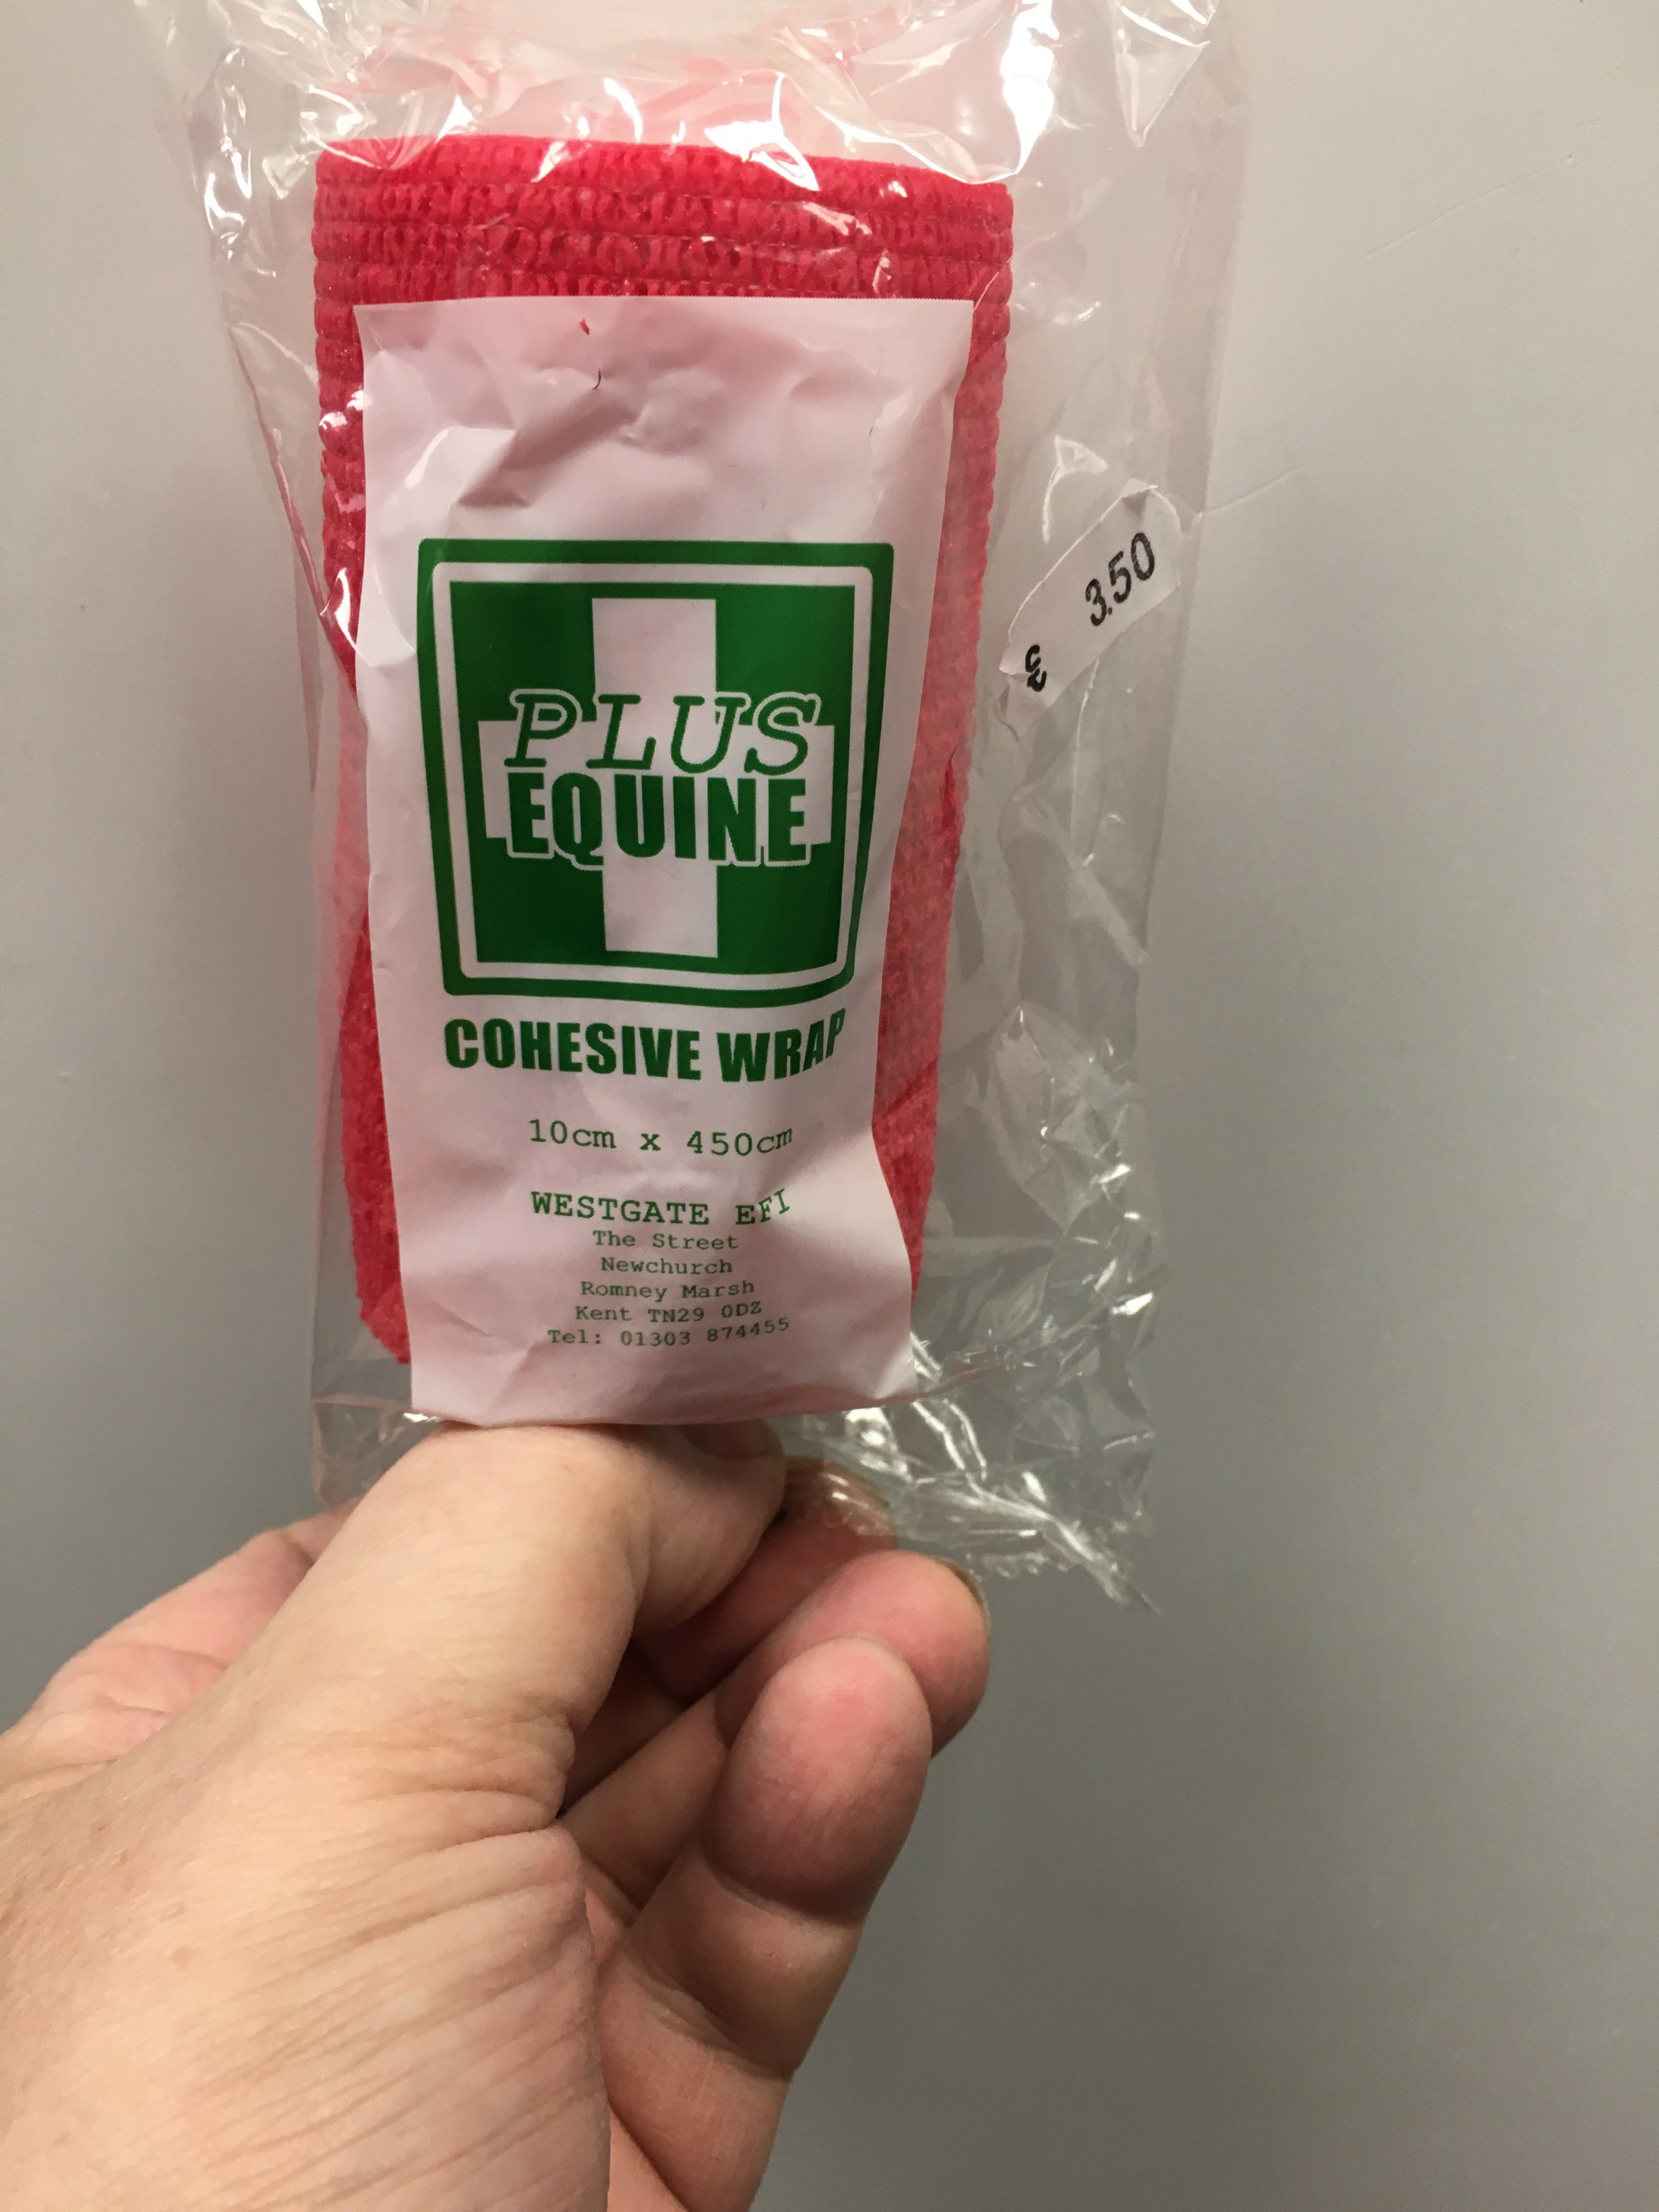 PLUS
EQUINE
COHESIVE WRAP
10cm x 450cm
WESTGATE EFI
The Street
Newchurch
Romney Marsh
Kent TN29 0DZ
Tel: 01303 874455
£ 3.50